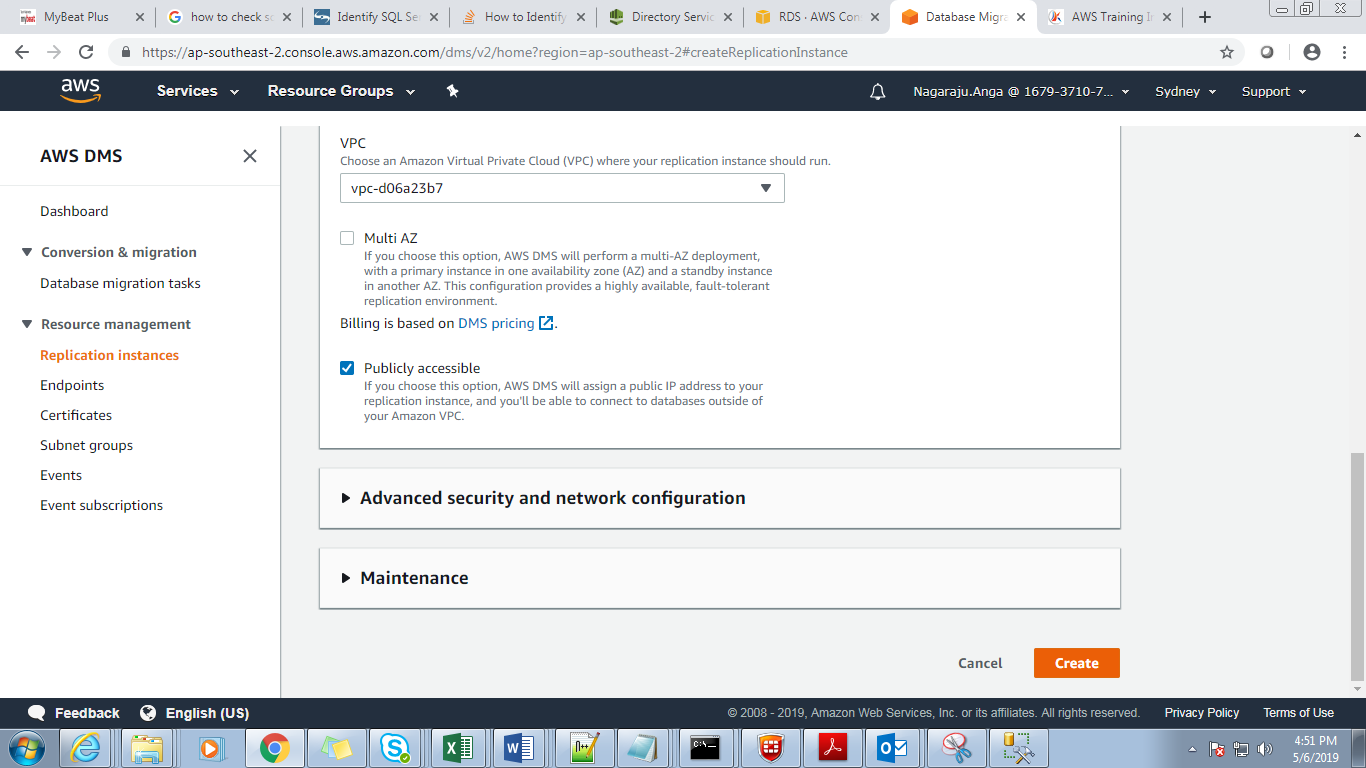 MyBeat Plus
how to check sc
Identify SQL Se
How to Identify
Directory Servic
RDS · AWS Con
Database Migra
AWS Training I
https://ap-southeast-2.console.aws.amazon.com/dms/v2/home?region=ap-southeast-2#createReplicationInstance
aws
Services
Resource Groups
Nagaraju.Anga @ 1679-3710-7...
Sydney
Support
AWS DMS
Dashboard
Conversion & migration
Database migration tasks
Resource management
Replication instances
Endpoints
Certificates
Subnet groups
Events
Event subscriptions
VPC
Choose an Amazon Virtual Private Cloud (VPC) where your replication instance should run.
vpc-d06a23b7
Multi AZ
If you choose this option, AWS DMS will perform a multi-AZ deployment,
with a primary instance in one availability zone (AZ) and a standby instance
in another AZ. This configuration provides a highly available, fault-tolerant
replication environment.
Billing is based on DMS pricing.
Publicly accessible
If you choose this option, AWS DMS will assign a public IP address to your
replication instance, and you'll be able to connect to databases outside of
your Amazon VPC.
Advanced security and network configuration
Maintenance
Cancel
Create
Feedback
English (US)
© 2008 - 2019, Amazon Web Services, Inc. or its affiliates. All rights reserved.
Privacy Policy
Terms of Use
4:51 PM
5/6/2019